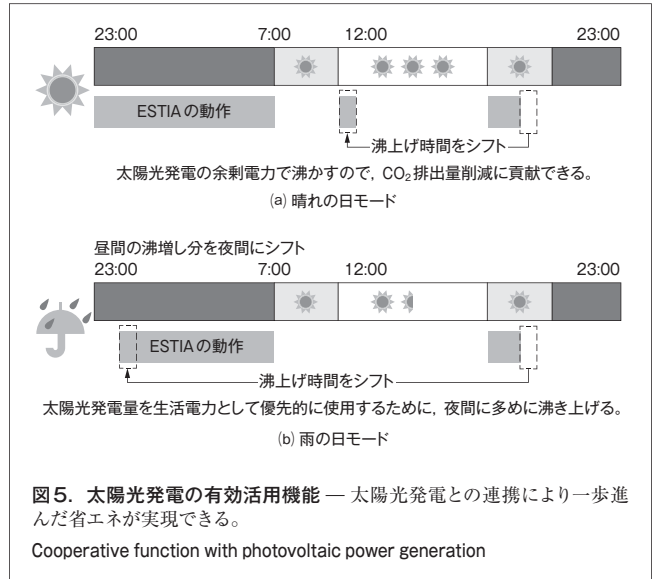 23:00 7:00 12:00 23:00
ESTIAの動作
沸上げ時間をシフト
太陽光発電の余剰電力で沸かすので，CO₂排出量削減に貢献できる。
(a) 晴れの日モード
昼間の沸増し分を夜間にシフト
23:00 7:00 12:00 23:00
ESTIAの動作
沸上げ時間をシフト
太陽光発電量を生活電力として優先的に使用するために，夜間に多めに沸き上げる。
(b) 雨の日モード
図5．太陽光発電の有効活用機能 — 太陽光発電との連携により一歩進
んだ省エネが実現できる。
Cooperative function with photovoltaic power generation